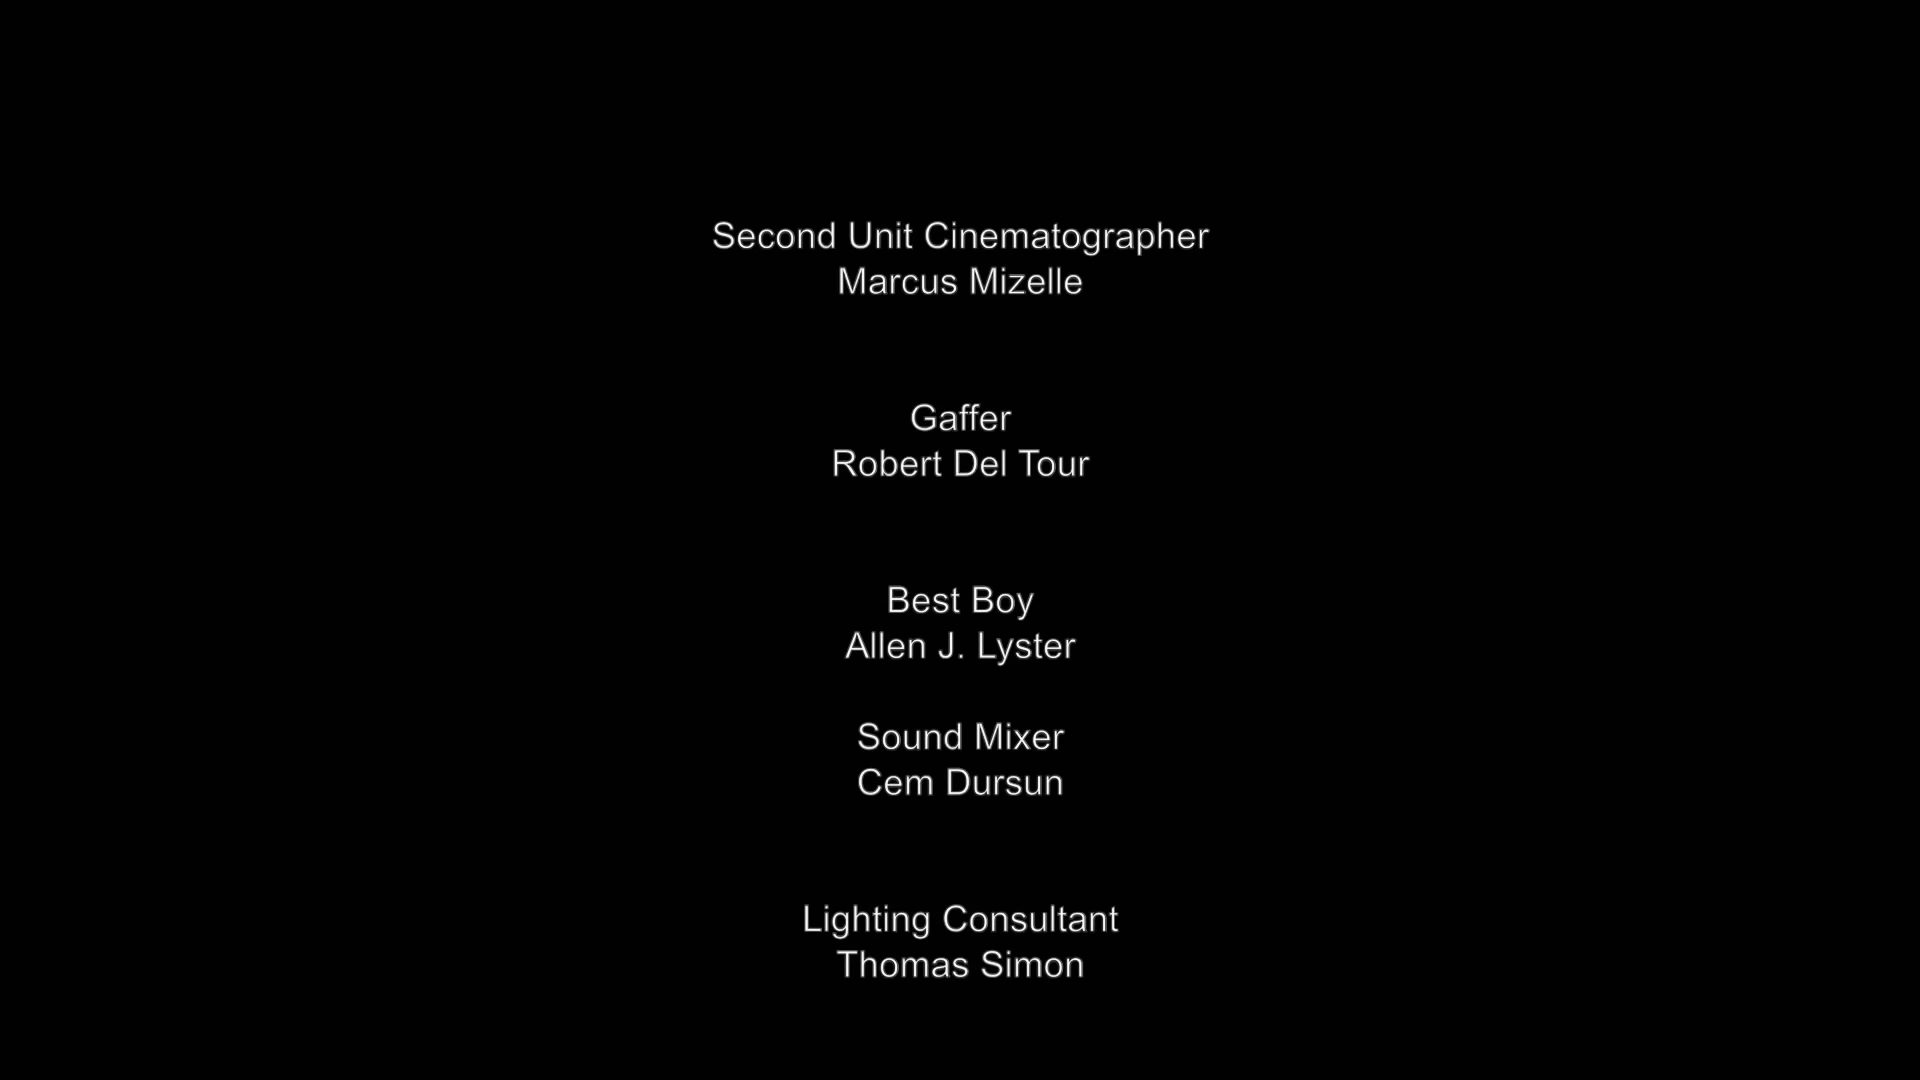 Second Unit Cinematographer
Marcus Mizelle
Gaffer
Robert Del Tour
Best Boy
Allen J. Lyster
Sound Mixer
Cem Dursun
Lighting Consultant
Thomas Simon